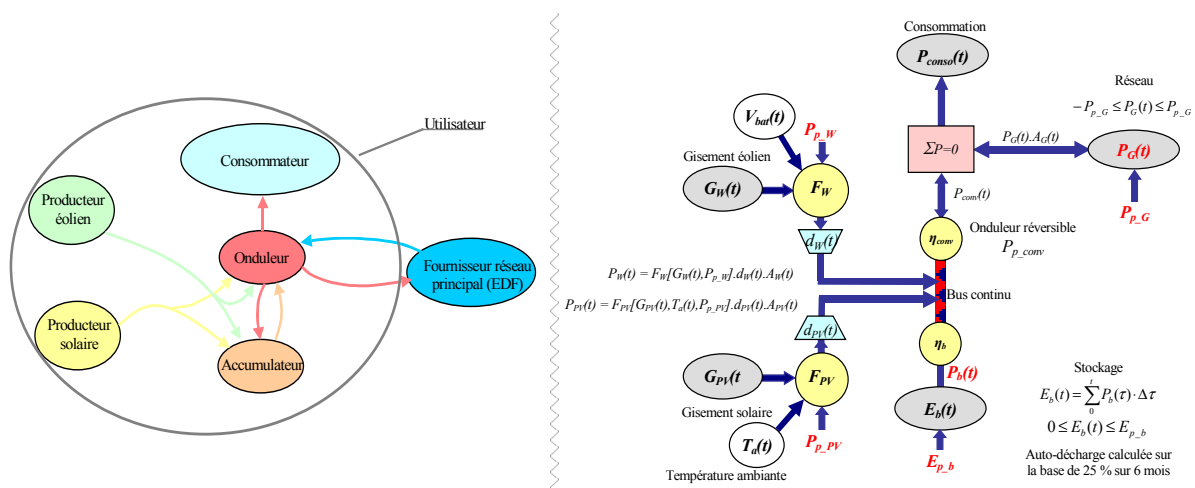 Utilisateur
Consommateur
Producteur
éolien
Onduleur
Fournisseur réseau
principal (EDF)
Producteur
solaire
Accumulateur
Consommation
P_conso(t)
Réseau
−P_p_G ≤ P_G(t) ≤ P_p_G
V_bat(t)
P_p_W
Gisement éolien
G_W(t)
F_W
ΣP=0
P_G(t).A_G(t)
P_G(t)
P_conv(t)
P_p_G
d_W(t)
η_conv
Onduleur réversible
P_p_conv
P_W(t) = F_W[G_W(t),P_p_W].d_W(t).A_W(t)
Bus continu
P_PV(t) = F_PV[G_PV(t),T_a(t),P_p_PV].d_PV(t).A_PV(t)
d_PV(t)
η_b
G_PV(t
F_PV
P_b(t)
Gisement solaire
Stockage
E_b(t) = ∑_0^t P_b(τ)·Δτ
E_b(t)
0 ≤ E_b(t) ≤ E_p_b
T_a(t)
P_p_PV
E_p_b
Température ambiante
Auto-décharge calculée sur
la base de 25 % sur 6 mois